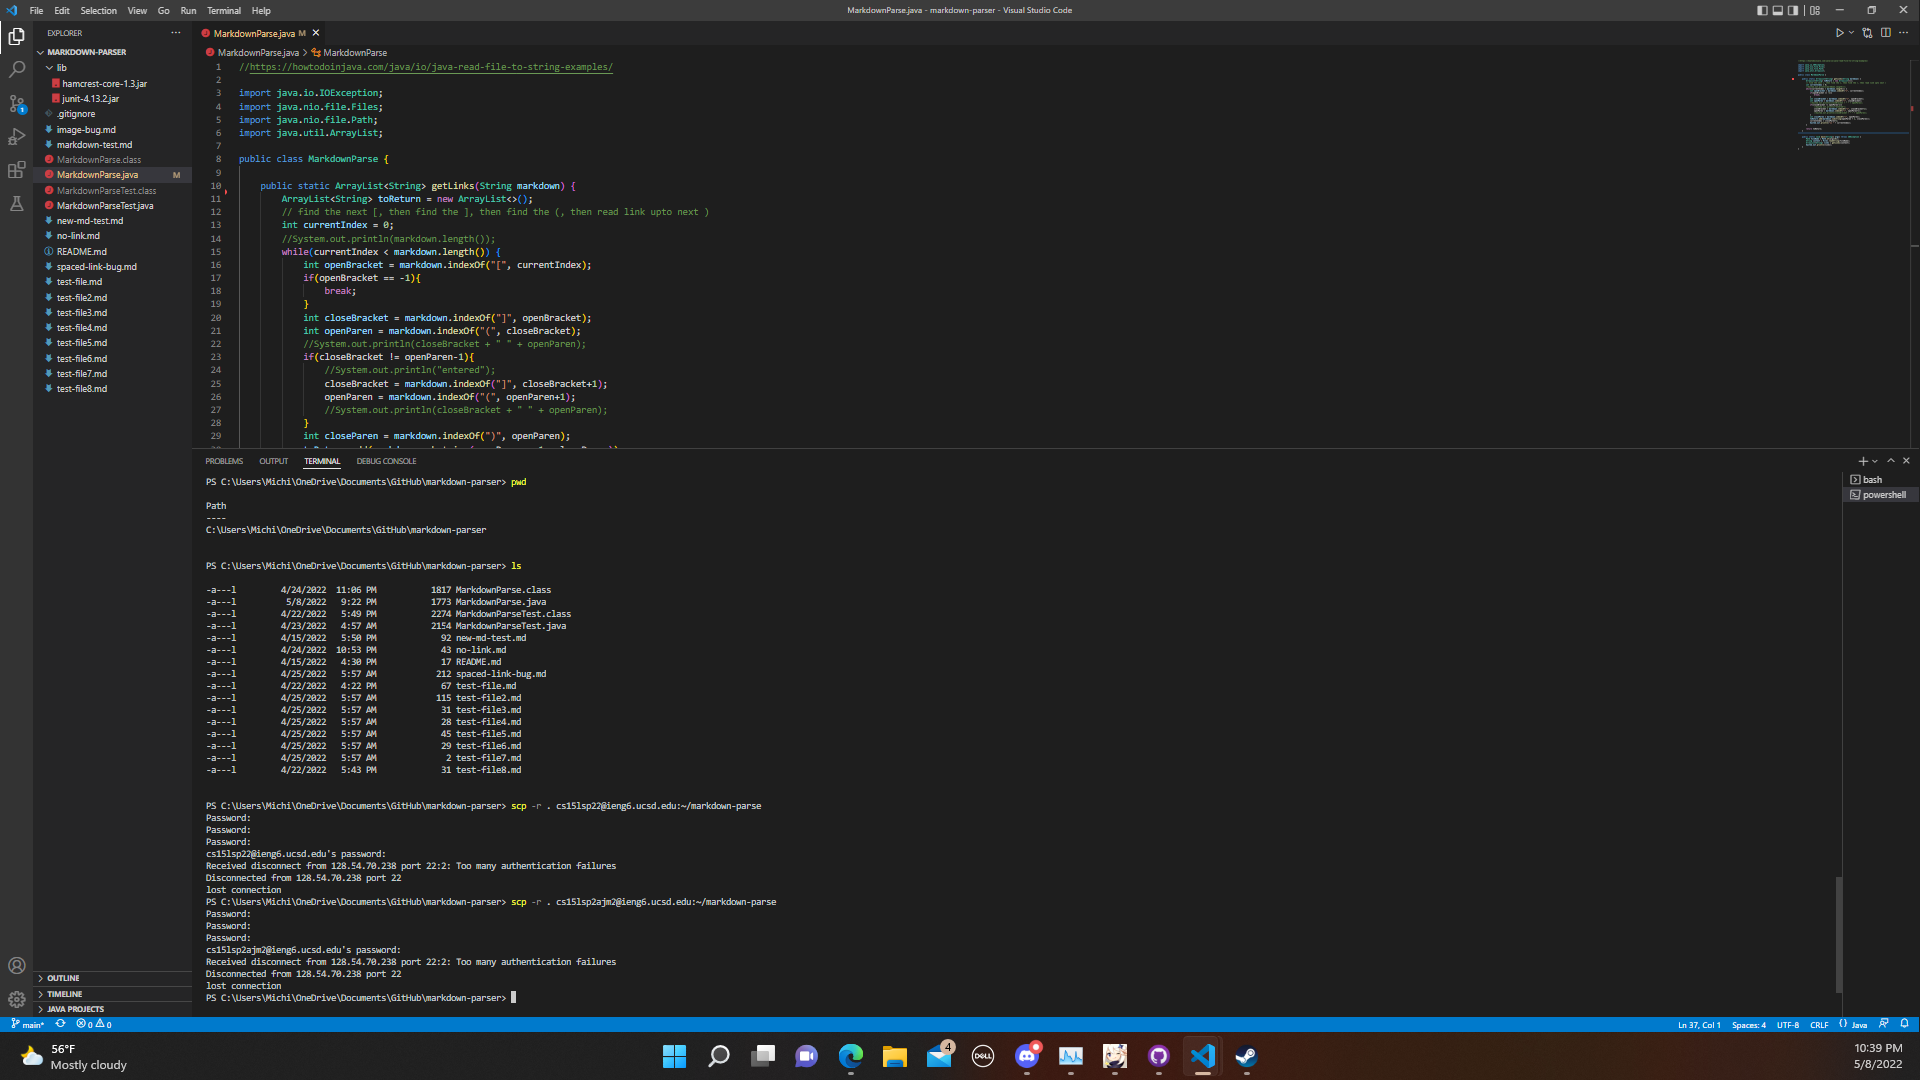 File Edit Selection View Go Run Terminal Help
MarkdownParse.java - markdown-parser - Visual Studio Code
EXPLORER
MARKDOWN-PARSER
lib
hamcrest-core-1.3.jar
junit-4.13.2.jar
.gitignore
image-bug.md
markdown-test.md
MarkdownParse.class
MarkdownParse.java M
MarkdownParseTest.class
MarkdownParseTest.java
new-md-test.md
no-link.md
README.md
spaced-link-bug.md
test-file.md
test-file2.md
test-file3.md
test-file4.md
test-file5.md
test-file6.md
test-file7.md
test-file8.md
OUTLINE
TIMELINE
JAVA PROJECTS
MarkdownParse.java M
MarkdownParse.java > MarkdownParse
1 //https://howtodoinjava.com/java/io/java-read-file-to-string-examples/
2
3 import java.io.IOException;
4 import java.nio.file.Files;
5 import java.nio.file.Path;
6 import java.util.ArrayList;
7
8 public class MarkdownParse {
9
10 public static ArrayList<String> getLinks(String markdown) {
11 ArrayList<String> toReturn = new ArrayList<>();
12 // find the next [, then find the ], then find the (, then read link upto next )
13 int currentIndex = 0;
14 //System.out.println(markdown.length());
15 while(currentIndex < markdown.length()) {
16 int openBracket = markdown.indexOf("[", currentIndex);
17 if(openBracket == -1){
18 break;
19 }
20 int closeBracket = markdown.indexOf("]", openBracket);
21 int openParen = markdown.indexOf("(", closeBracket);
22 //System.out.println(closeBracket + " " + openParen);
23 if(closeBracket != openParen-1){
24 //System.out.println("entered");
25 closeBracket = markdown.indexOf("]", closeBracket+1);
26 openParen = markdown.indexOf("(", openParen+1);
27 //System.out.println(closeBracket + " " + openParen);
28 }
29 int closeParen = markdown.indexOf(")", openParen);
PROBLEMS OUTPUT TERMINAL DEBUG CONSOLE
bash
powershell
PS C:\Users\Michi\OneDrive\Documents\GitHub\markdown-parser> pwd
Path
----
C:\Users\Michi\OneDrive\Documents\GitHub\markdown-parser
PS C:\Users\Michi\OneDrive\Documents\GitHub\markdown-parser> ls
-a---l 4/24/2022 11:06 PM 1817 MarkdownParse.class
-a---l 5/8/2022 9:22 PM 1773 MarkdownParse.java
-a---l 4/22/2022 5:49 PM 2274 MarkdownParseTest.class
-a---l 4/23/2022 4:57 AM 2154 MarkdownParseTest.java
-a---l 4/15/2022 5:50 PM 92 new-md-test.md
-a---l 4/24/2022 10:53 PM 43 no-link.md
-a---l 4/15/2022 4:30 PM 17 README.md
-a---l 4/25/2022 5:57 AM 212 spaced-link-bug.md
-a---l 4/22/2022 4:22 PM 67 test-file.md
-a---l 4/25/2022 5:57 AM 115 test-file2.md
-a---l 4/25/2022 5:57 AM 31 test-file3.md
-a---l 4/25/2022 5:57 AM 28 test-file4.md
-a---l 4/25/2022 5:57 AM 45 test-file5.md
-a---l 4/25/2022 5:57 AM 29 test-file6.md
-a---l 4/25/2022 5:57 AM 2 test-file7.md
-a---l 4/22/2022 5:43 PM 31 test-file8.md
PS C:\Users\Michi\OneDrive\Documents\GitHub\markdown-parser> scp -r . cs15lsp22@ieng6.ucsd.edu:~/markdown-parse
Password:
Password:
Password:
cs15lsp22@ieng6.ucsd.edu's password:
Received disconnect from 128.54.70.238 port 22:2: Too many authentication failures
Disconnected from 128.54.70.238 port 22
lost connection
PS C:\Users\Michi\OneDrive\Documents\GitHub\markdown-parser> scp -r . cs15lsp2ajm2@ieng6.ucsd.edu:~/markdown-parse
Password:
Password:
Password:
cs15lsp2ajm2@ieng6.ucsd.edu's password:
Received disconnect from 128.54.70.238 port 22:2: Too many authentication failures
Disconnected from 128.54.70.238 port 22
lost connection
PS C:\Users\Michi\OneDrive\Documents\GitHub\markdown-parser>
main* 0 0
Ln 37, Col 1 Spaces: 4 UTF-8 CRLF {} Java
56°F
Mostly cloudy
DELL
4
10:39 PM
5/8/2022